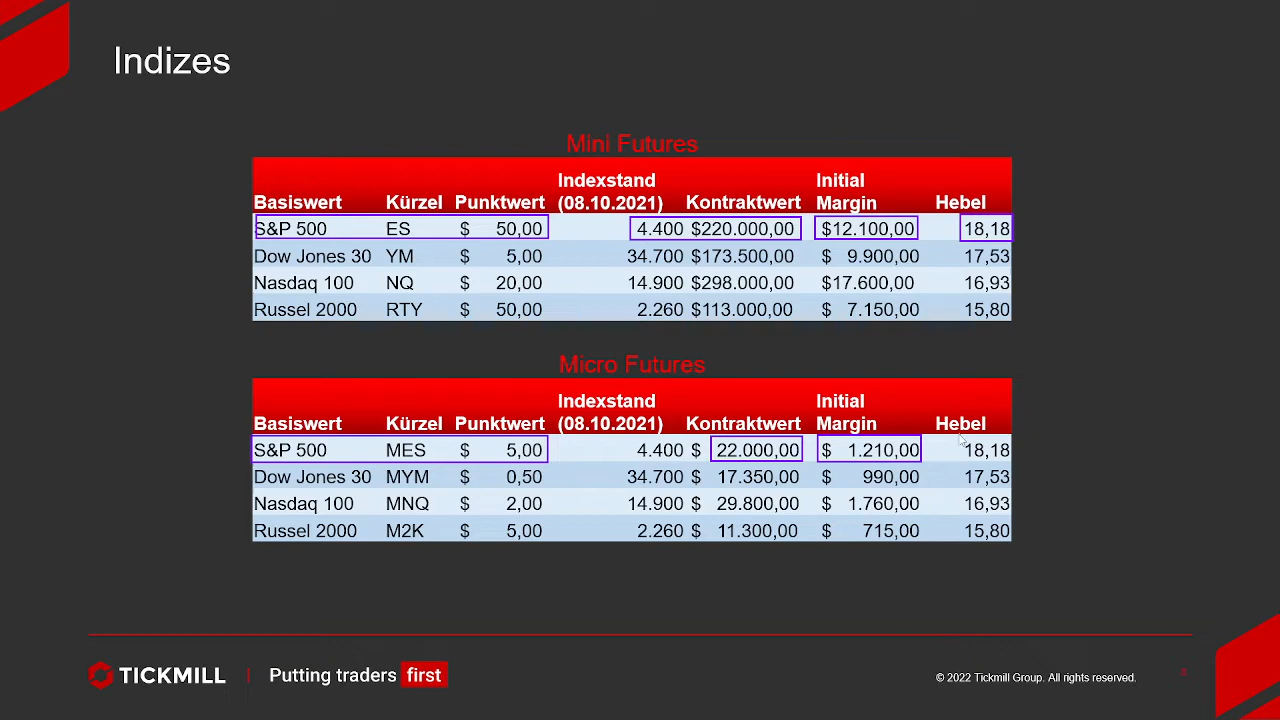 Indizes
Mini Futures
Basiswert Kürzel Punktwert Indexstand (08.10.2021) Kontraktwert Initial Margin Hebel
S&P 500 ES $ 50,00 4.400 $220.000,00 $12.100,00 18,18
Dow Jones 30 YM $ 5,00 34.700 $173.500,00 $ 9.900,00 17,53
Nasdaq 100 NQ $ 20,00 14.900 $298.000,00 $17.600,00 16,93
Russel 2000 RTY $ 50,00 2.260 $113.000,00 $ 7.150,00 15,80
Micro Futures
Basiswert Kürzel Punktwert Indexstand (08.10.2021) Kontraktwert Initial Margin Hebel
S&P 500 MES $ 5,00 4.400 $ 22.000,00 $ 1.210,00 18,18
Dow Jones 30 MYM $ 0,50 34.700 $ 17.350,00 $ 990,00 17,53
Nasdaq 100 MNQ $ 2,00 14.900 $ 29.800,00 $ 1.760,00 16,93
Russel 2000 M2K $ 5,00 2.260 $ 11.300,00 $ 715,00 15,80
TICKMILL | Putting traders first
© 2022 Tickmill Group. All rights reserved.